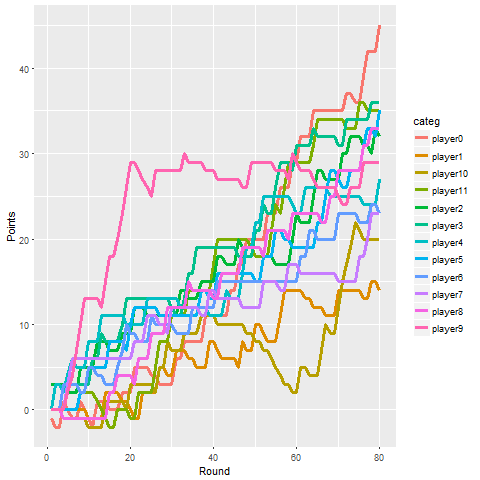 40
30
20
10
0
Points
0
20
40
60
80
Round
categ
player0
player1
player10
player11
player2
player3
player4
player5
player6
player7
player8
player9